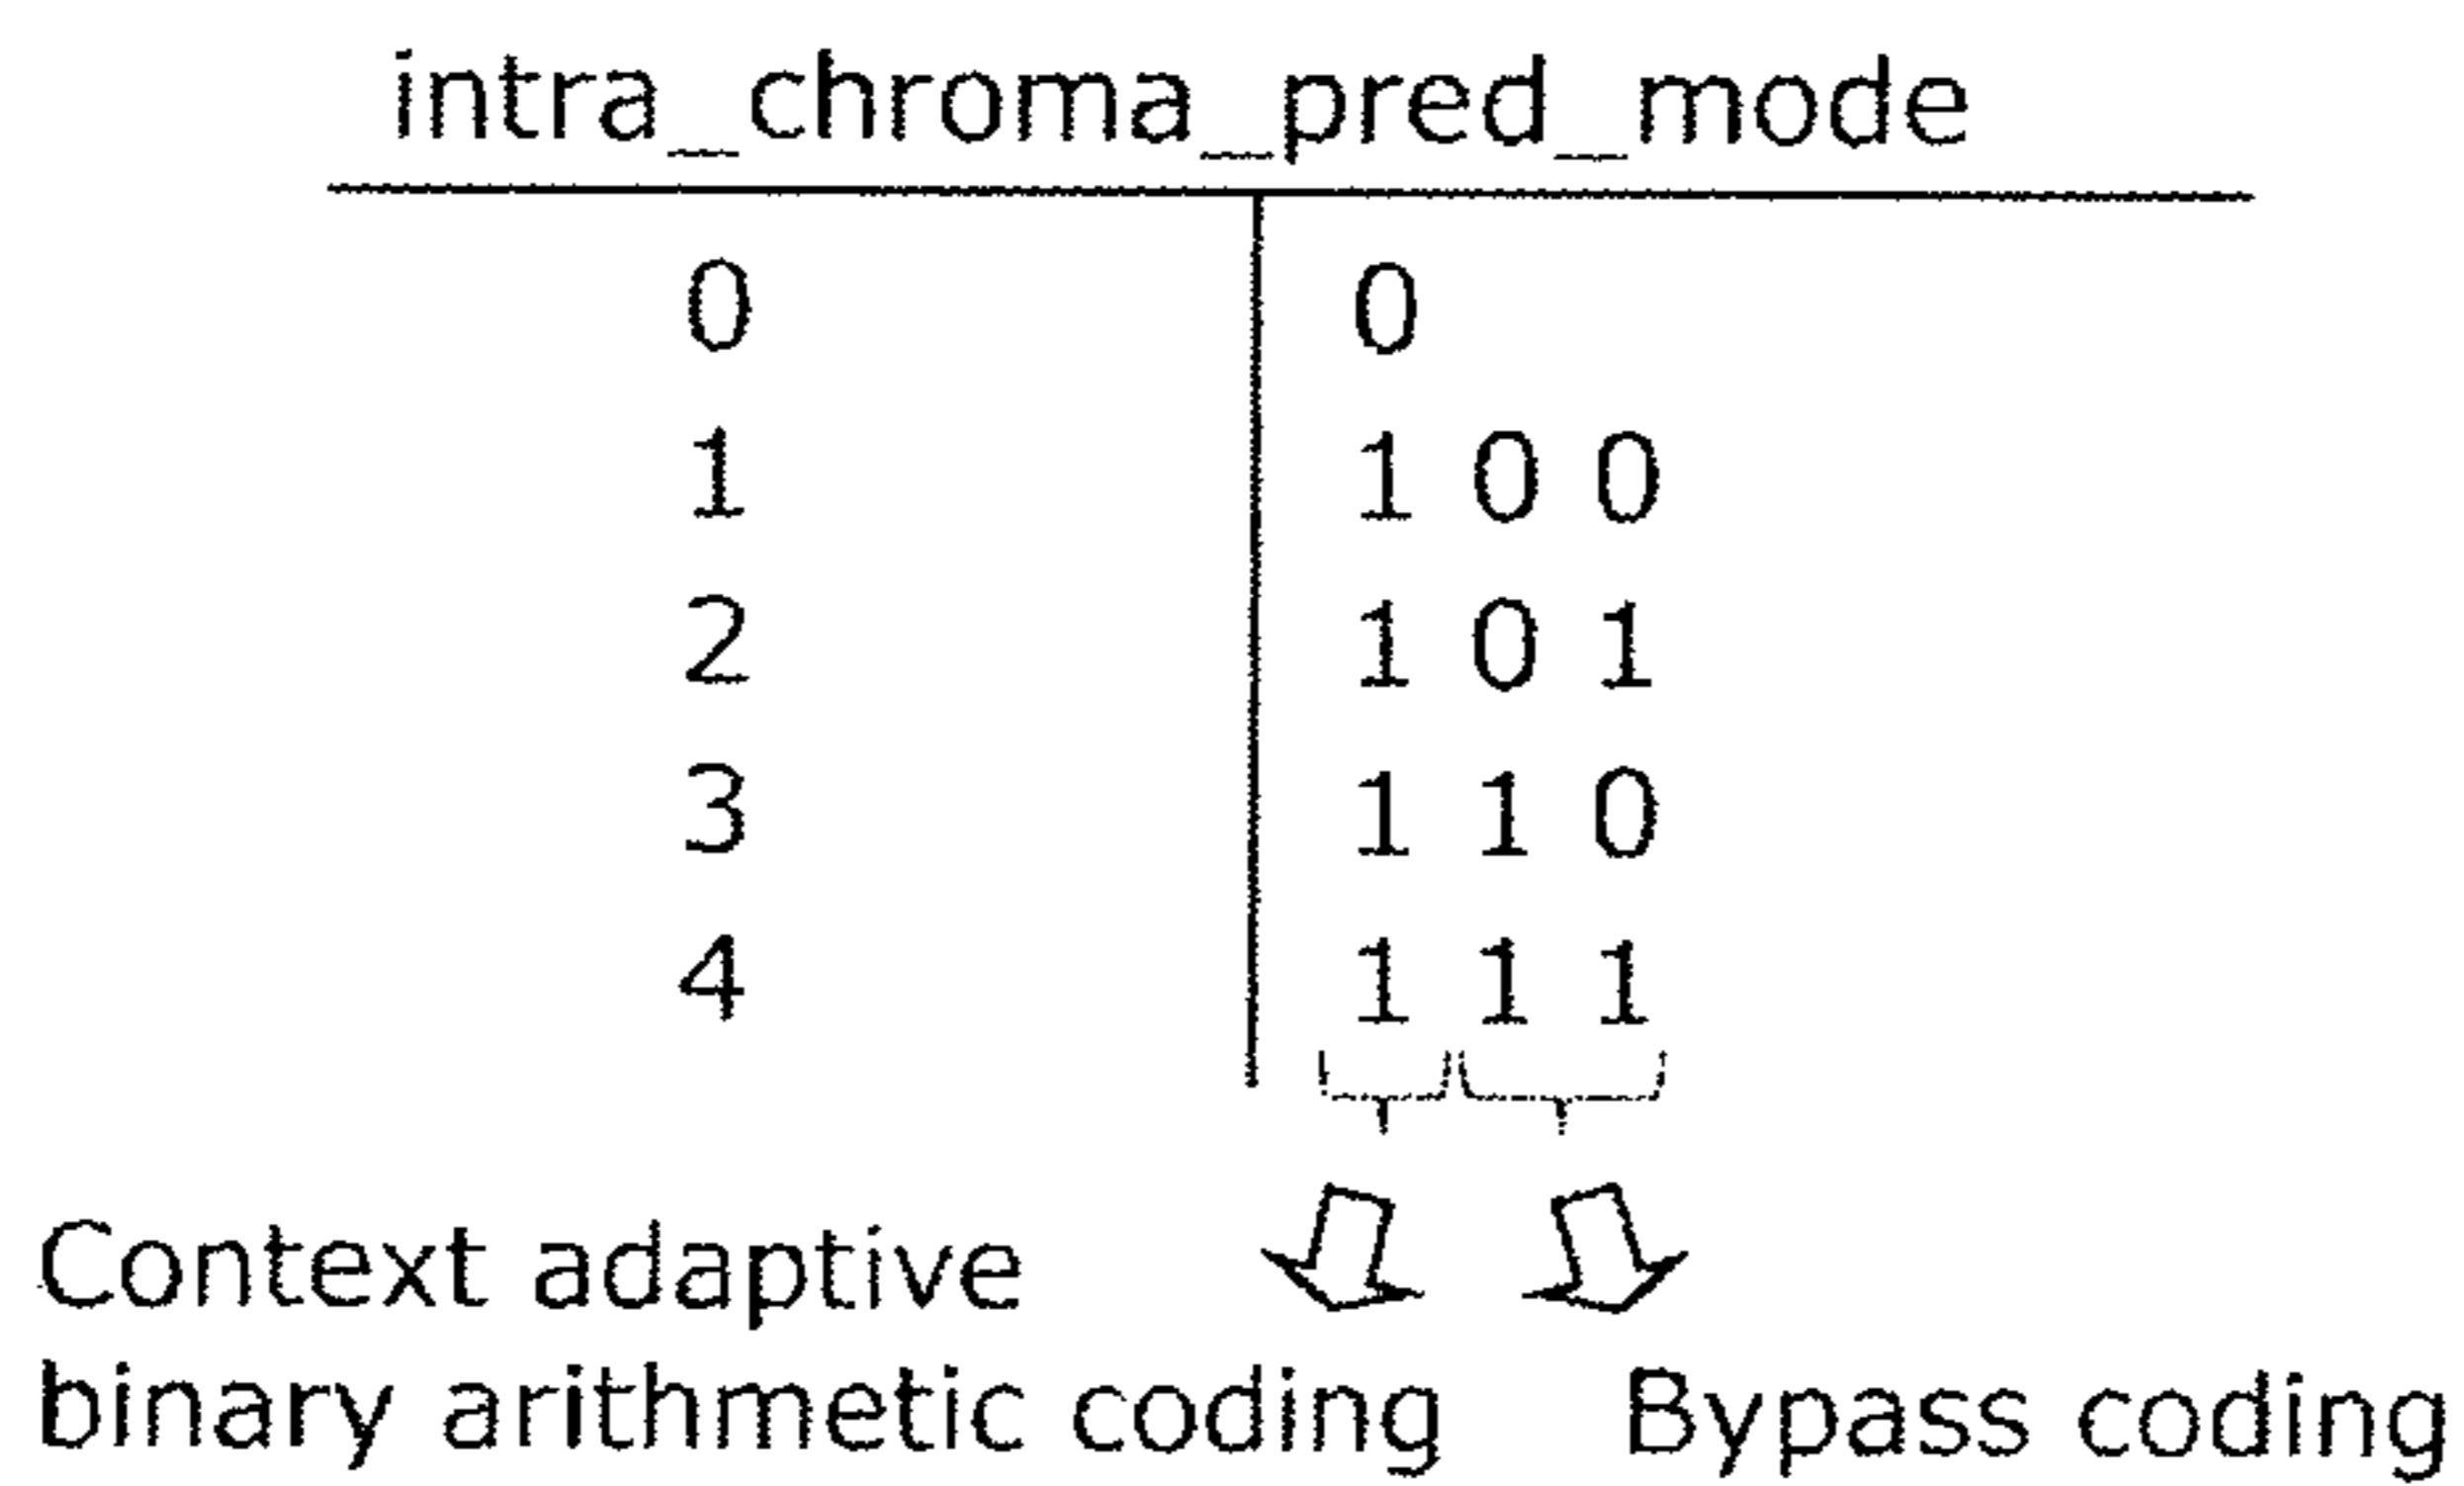 intra_chroma_pred_mode
0 0
1 1 0 0
2 1 0 1
3 1 1 0
4 1 1 1
Context adaptive
binary arithmetic coding Bypass coding